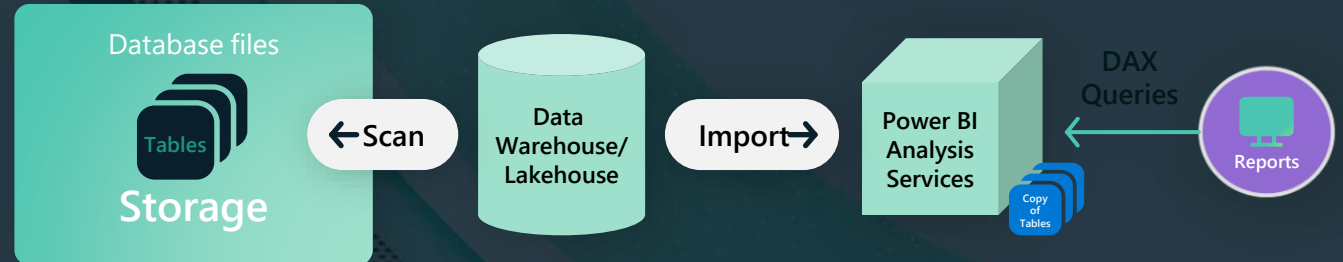 Database files
Tables
Storage
Scan
Data
Warehouse/
Lakehouse
Import
Power BI
Analysis
Services
Copy
of
Tables
DAX
Queries
Reports